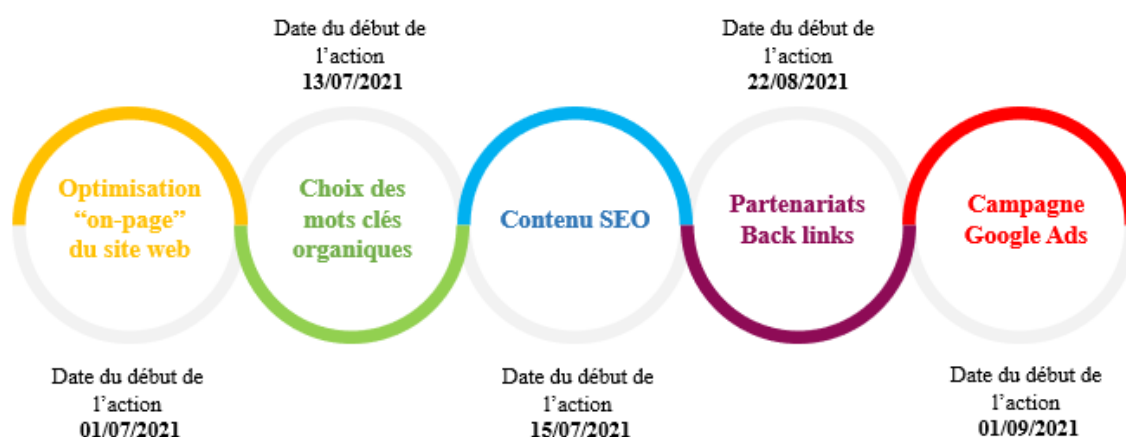 Date du début de
l'action
13/07/2021
Date du début de
l'action
22/08/2021
Optimisation
“on-page”
du site web
Choix des
mots clés
organiques
Contenu SEO
Partenariats
Back links
Campagne
Google Ads
Date du début de
l'action
01/07/2021
Date du début de
l'action
15/07/2021
Date du début de
l'action
01/09/2021